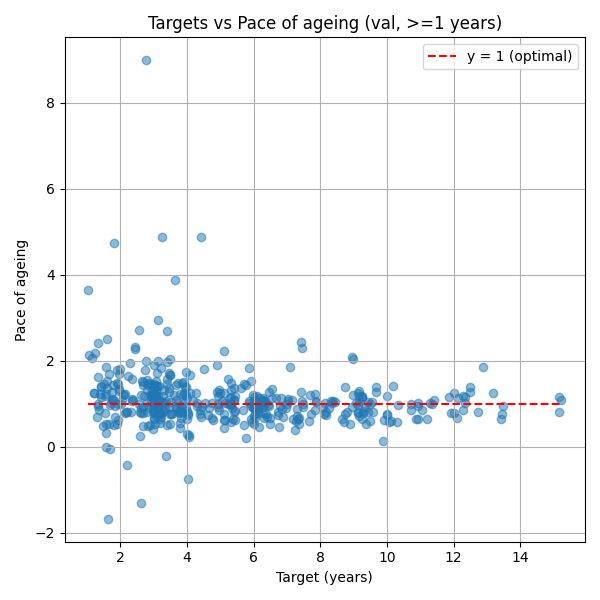 Targets vs Pace of ageing (val, >=1 years)
y = 1 (optimal)
8
6
4
2
0
−2
Pace of ageing
2 4 6 8 10 12 14
Target (years)